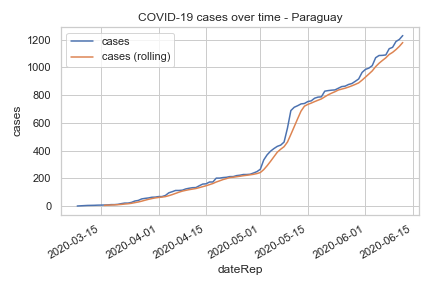 COVID-19 cases over time - Paraguay
cases
cases (rolling)
1200
1000
800
600
400
200
0
cases
2020-03-15
2020-04-01
2020-04-15
2020-05-01
2020-05-15
2020-06-01
2020-06-15
dateRep